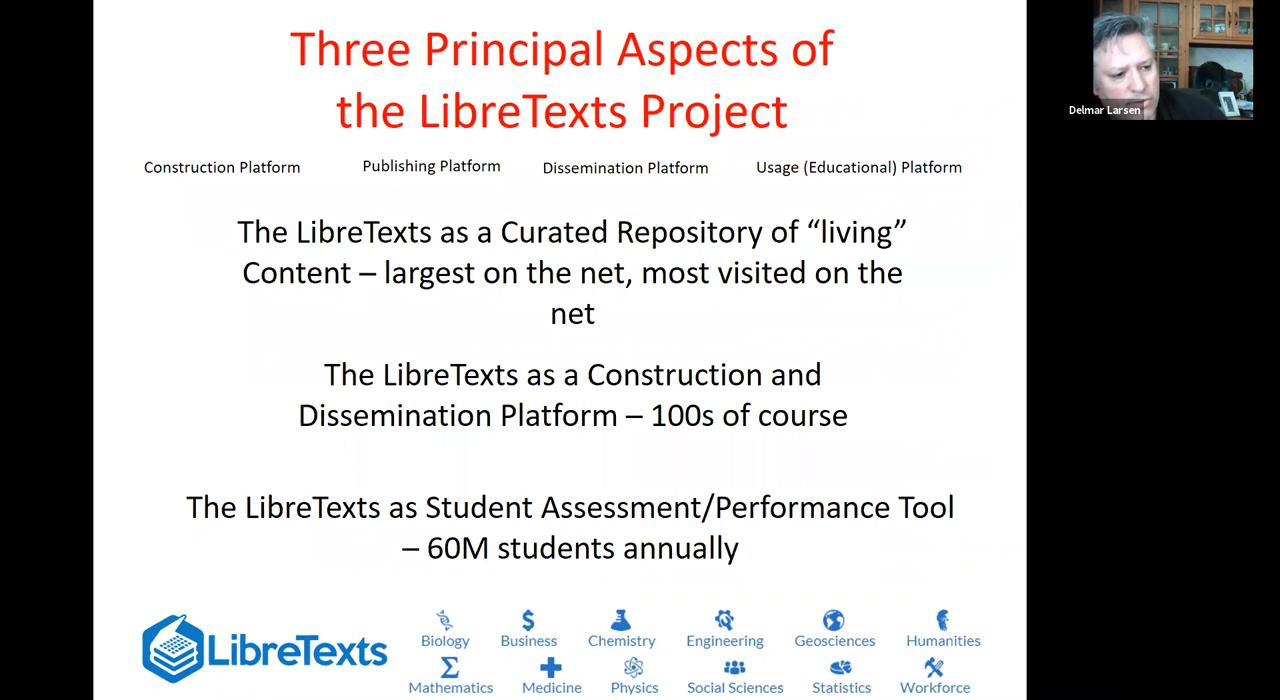 Three Principal Aspects of
the LibreTexts Project
Delmar Larsen
Construction Platform
Publishing Platform
Dissemination Platform
Usage (Educational) Platform
The LibreTexts as a Curated Repository of “living”
Content – largest on the net, most visited on the
net
The LibreTexts as a Construction and
Dissemination Platform – 100s of course
The LibreTexts as Student Assessment/Performance Tool
– 60M students annually
LibreTexts
Biology
Business
Chemistry
Engineering
Geosciences
Humanities
Mathematics
Medicine
Physics
Social Sciences
Statistics
Workforce